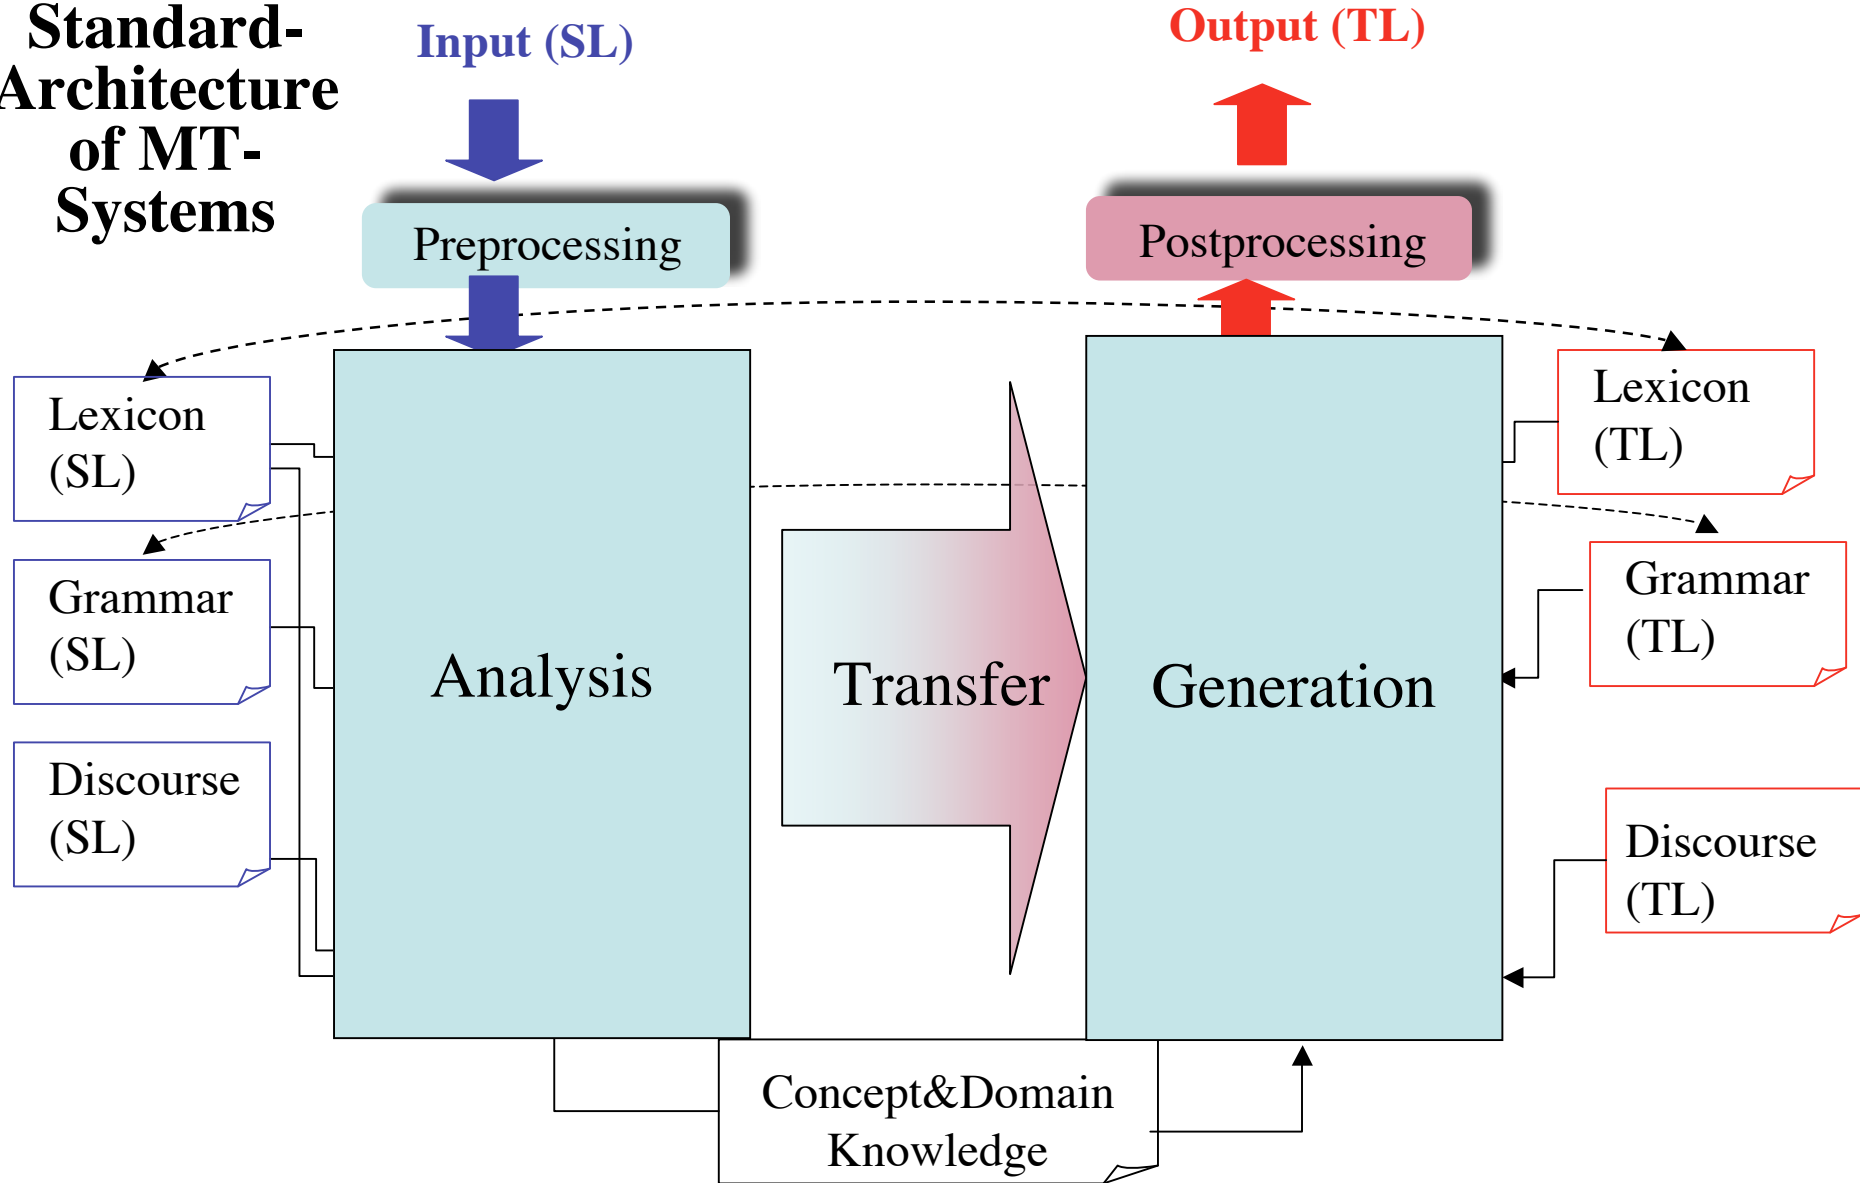 Standard-
Architecture
of MT-
Systems
Input (SL)
Output (TL)
Preprocessing
Postprocessing
Lexicon
(SL)
Grammar
(SL)
Discourse
(SL)
Analysis
Transfer
Generation
Lexicon
(TL)
Grammar
(TL)
Discourse
(TL)
Concept&Domain
Knowledge